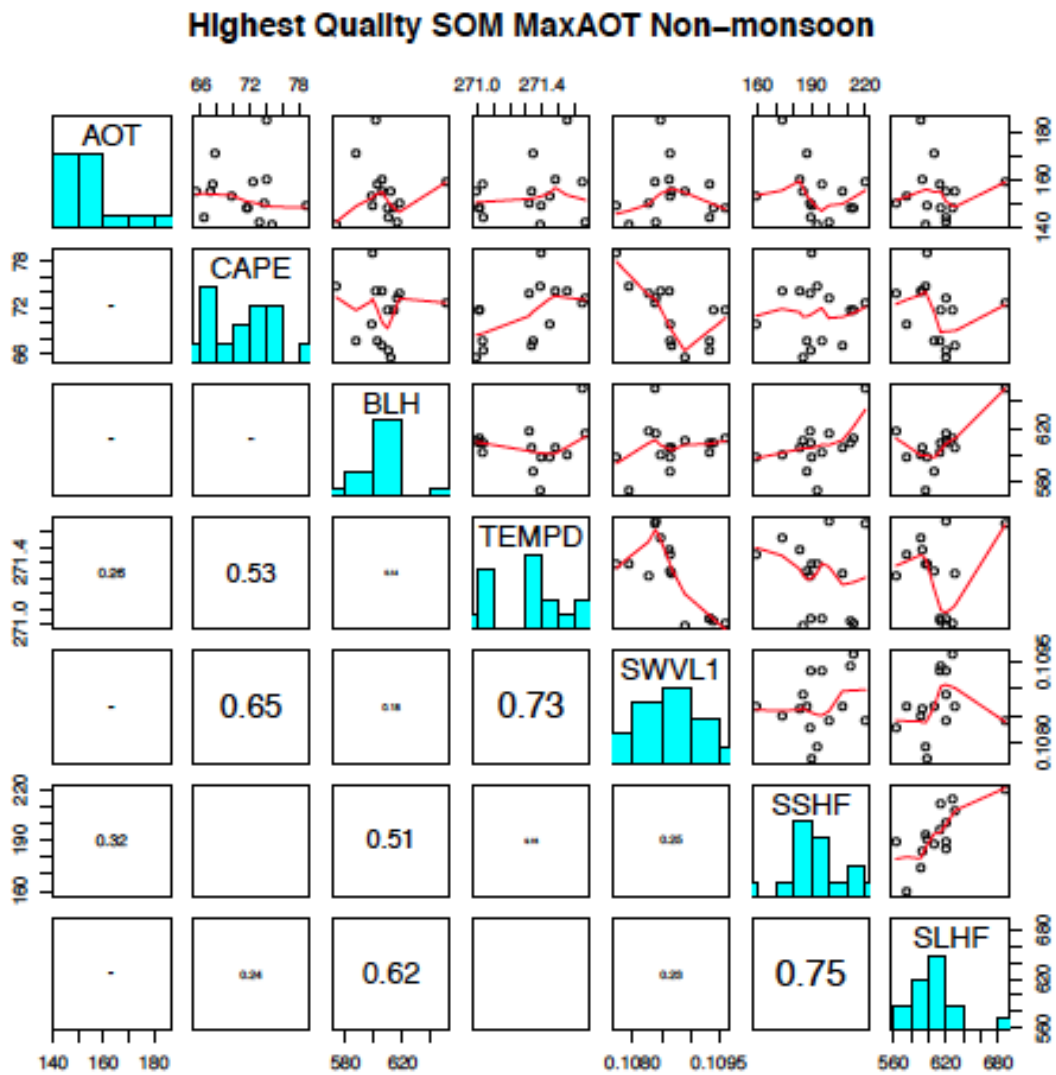 Highest Quality SOM MaxAOT Non−monsoon
66 72 78 271.0 271.4 160 190 220
AOT
140 160 180
66 72 78
-
CAPE
-
-
BLH
580 620
271.0 271.4
0.26
0.53
TEMPD
-
0.65
0.18
0.73
SWVL1
0.1080 0.1095
160 190 220
0.32
0.51
0.25
SSHF
-
0.24
0.62
0.23
0.75
SLHF
560 620 680
140 160 180 580 620 0.1080 0.1095 560 620 680